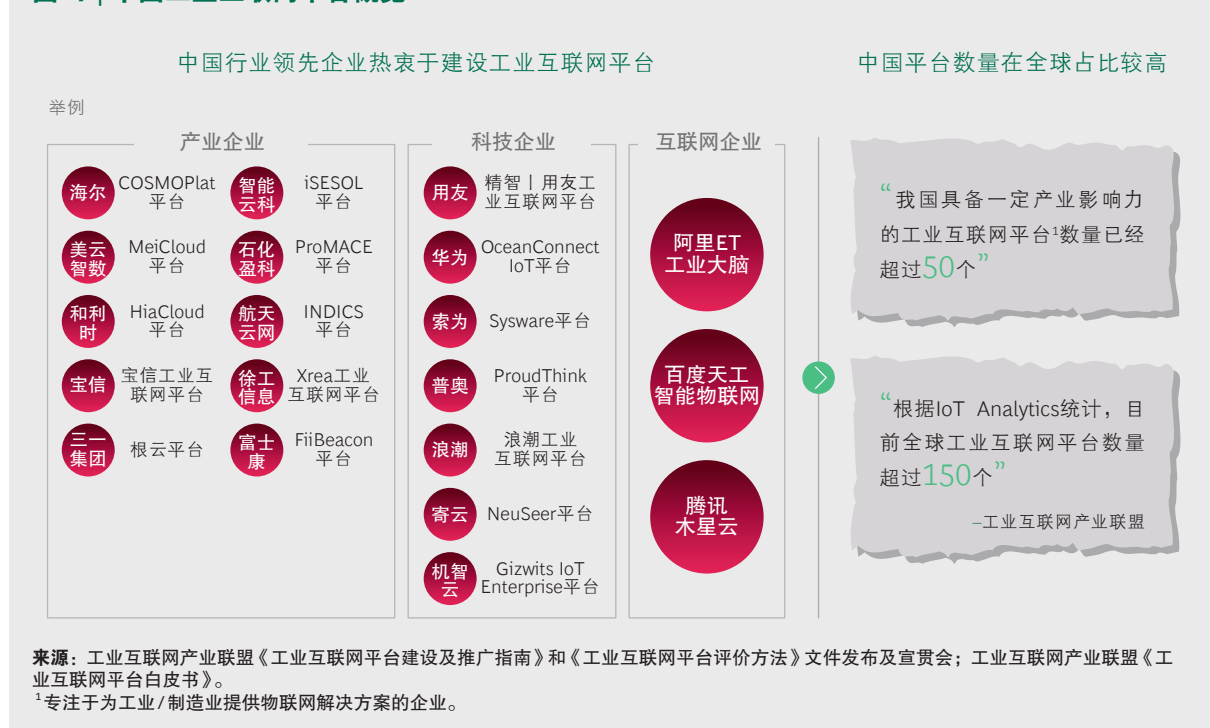 中国行业领先企业热衷于建设工业互联网平台
中国平台数量在全球占比较高
举例
产业企业
海尔
COSMOPlat
平台
智能
云科
iSESOL
平台
美云
智数
MeiCloud
平台
石化
盈科
ProMACE
平台
和利
时
HiaCloud
平台
航天
云网
INDICS
平台
宝信
宝信工业互
联网平台
徐工
信息
Xrea工业
互联网平台
三一
集团
根云平台
富士
康
FiiBeacon
平台
科技企业
用友
精智丨用友工
业互联网平台
华为
OceanConnect
IoT平台
索为
Sysware平台
普奥
ProudThink
平台
浪潮
浪潮工业
互联网平台
寄云
NeuSeer平台
机智
云
Gizwits IoT
Enterprise平台
互联网企业
阿里ET
工业大脑
百度天工
智能物联网
腾讯
木星云
“我国具备一定产业影响力
的工业互联网平台¹数量已经
超过50个”
“根据IoT Analytics统计，目
前全球工业互联网平台数量
超过150个”
–工业互联网产业联盟
来源：工业互联网产业联盟《工业互联网平台建设及推广指南》和《工业互联网平台评价方法》文件发布及宣贯会；工业互联网产业联盟《工
业互联网平台白皮书》。
¹专注于为工业/制造业提供物联网解决方案的企业。